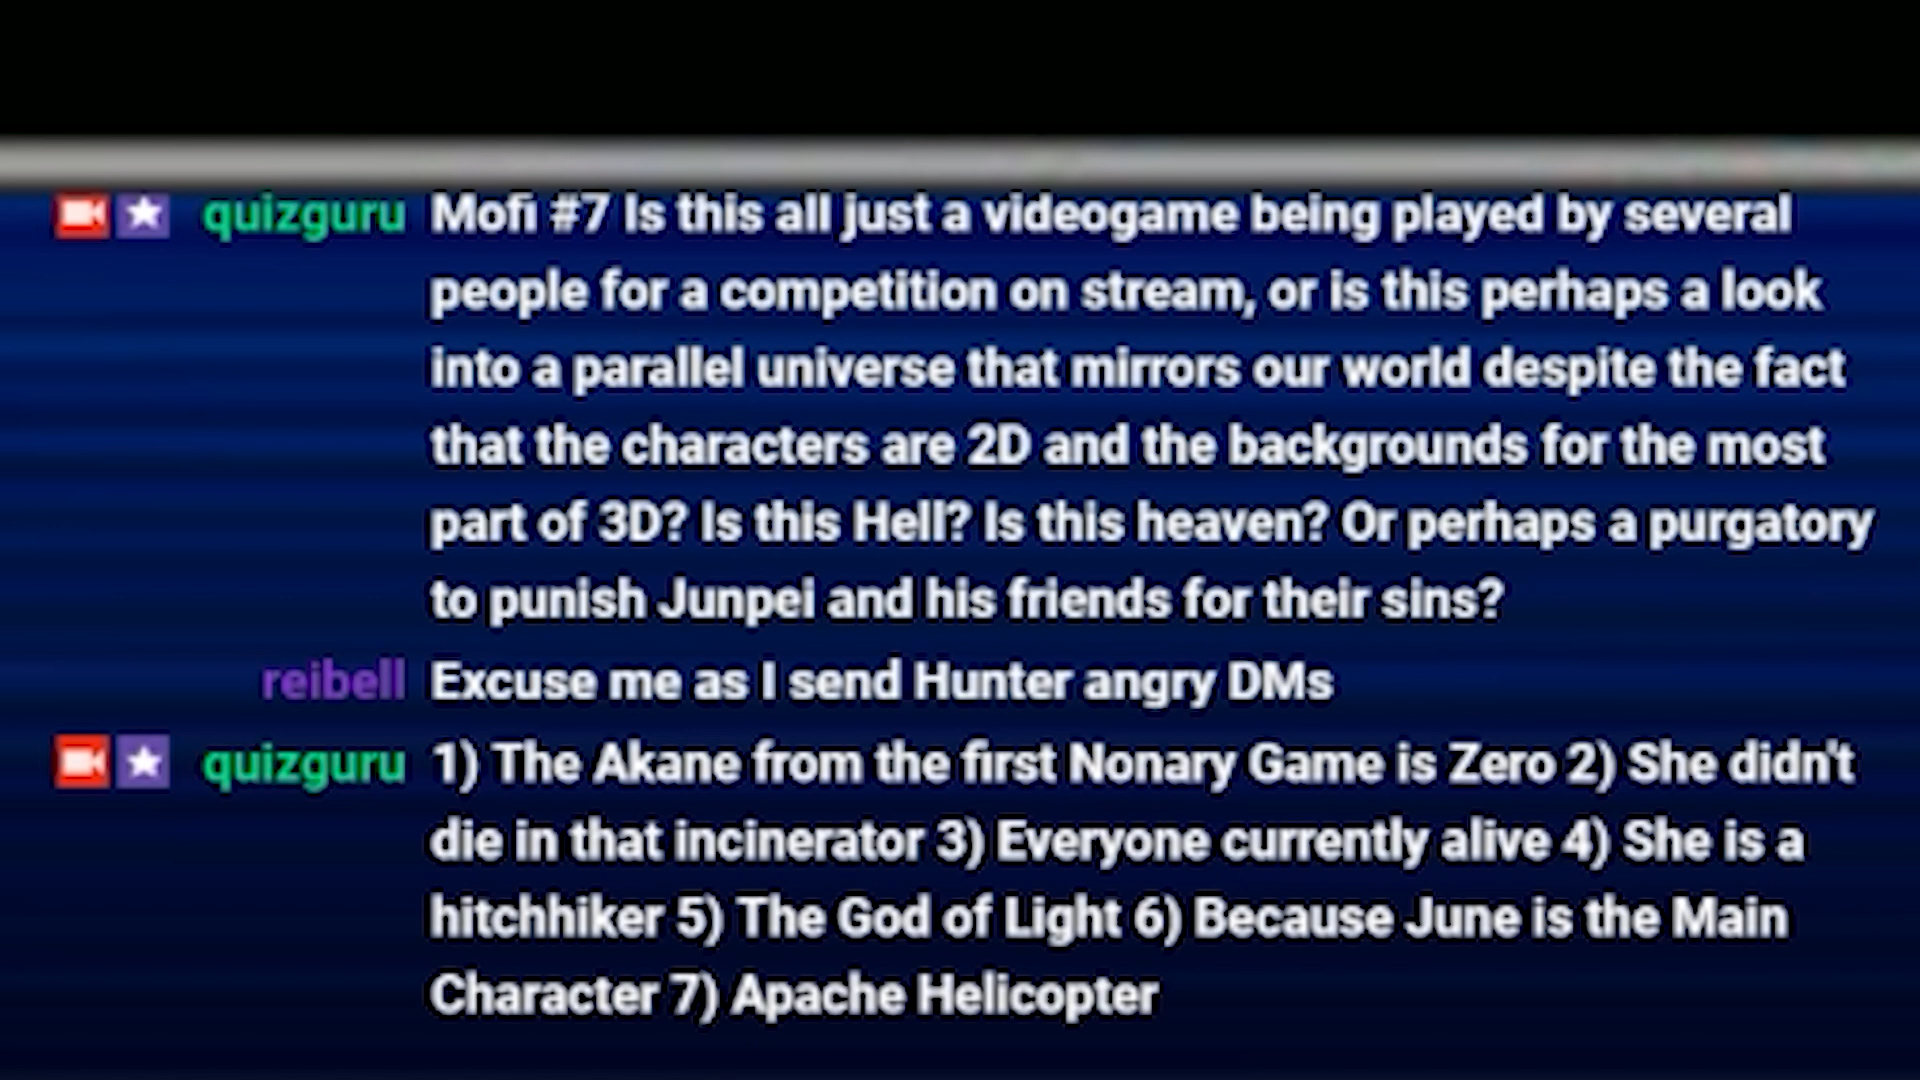 quizguru Mofi #7 Is this all just a videogame being played by several
people for a competition on stream, or is this perhaps a look
into a parallel universe that mirrors our world despite the fact
that the characters are 2D and the backgrounds for the most
part of 3D? Is this Hell? Is this heaven? Or perhaps a purgatory
to punish Junpei and his friends for their sins?
reibell Excuse me as I send Hunter angry DMs
quizguru 1) The Akane from the first Nonary Game is Zero 2) She didn't
die in that incinerator 3) Everyone currently alive 4) She is a
hitchhiker 5) The God of Light 6) Because June is the Main
Character 7) Apache Helicopter